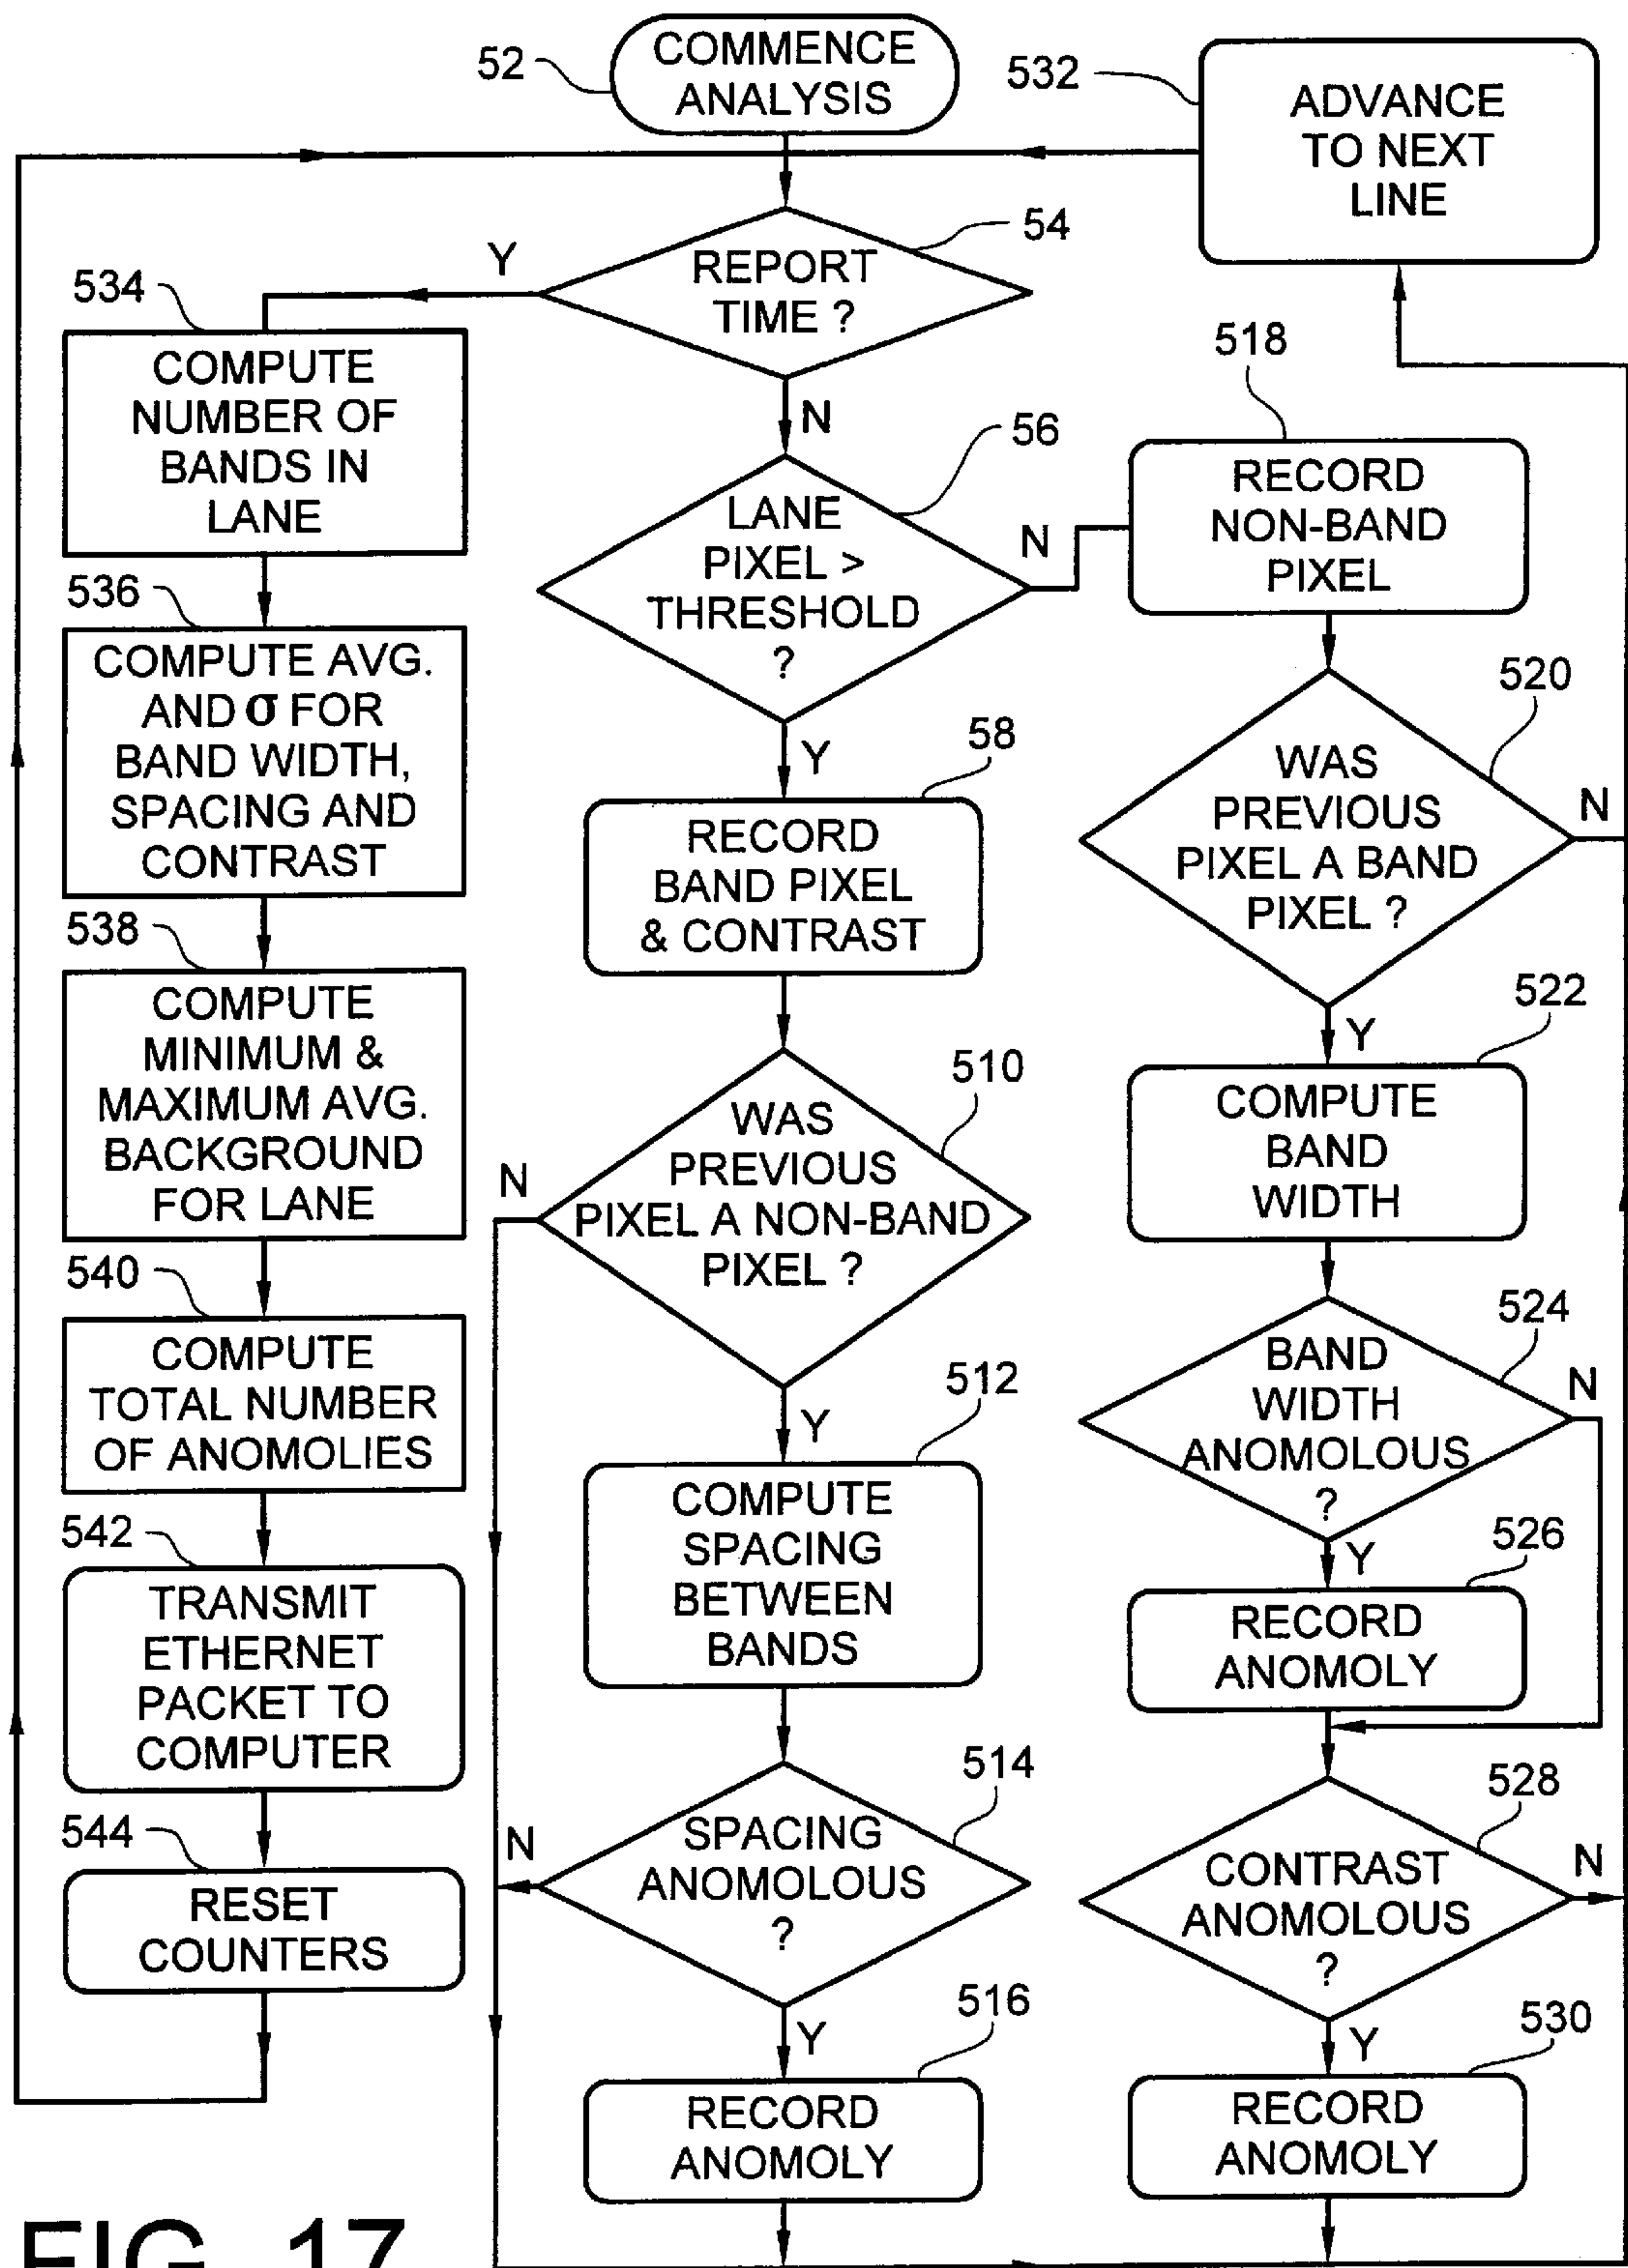 52
COMMENCE
ANALYSIS
532
ADVANCE
TO NEXT
LINE
54
REPORT
TIME ?
Y
N
534
COMPUTE
NUMBER OF
BANDS IN
LANE
536
COMPUTE AVG.
AND σ FOR
BAND WIDTH,
SPACING AND
CONTRAST
538
COMPUTE
MINIMUM &
MAXIMUM AVG.
BACKGROUND
FOR LANE
540
COMPUTE
TOTAL NUMBER
OF ANOMOLIES
542
TRANSMIT
ETHERNET
PACKET TO
COMPUTER
544
RESET
COUNTERS
56
LANE
PIXEL >
THRESHOLD
?
N
Y
58
RECORD
BAND PIXEL
& CONTRAST
510
WAS
PREVIOUS
PIXEL A NON-BAND
PIXEL ?
N
Y
512
COMPUTE
SPACING
BETWEEN
BANDS
514
SPACING
ANOMOLOUS
?
N
Y
516
RECORD
ANOMOLY
518
RECORD
NON-BAND
PIXEL
520
WAS
PREVIOUS
PIXEL A BAND
PIXEL ?
N
Y
522
COMPUTE
BAND
WIDTH
524
BAND
WIDTH
ANOMOLOUS
?
N
Y
526
RECORD
ANOMOLY
528
CONTRAST
ANOMOLOUS
?
N
Y
530
RECORD
ANOMOLY
FIG. 17